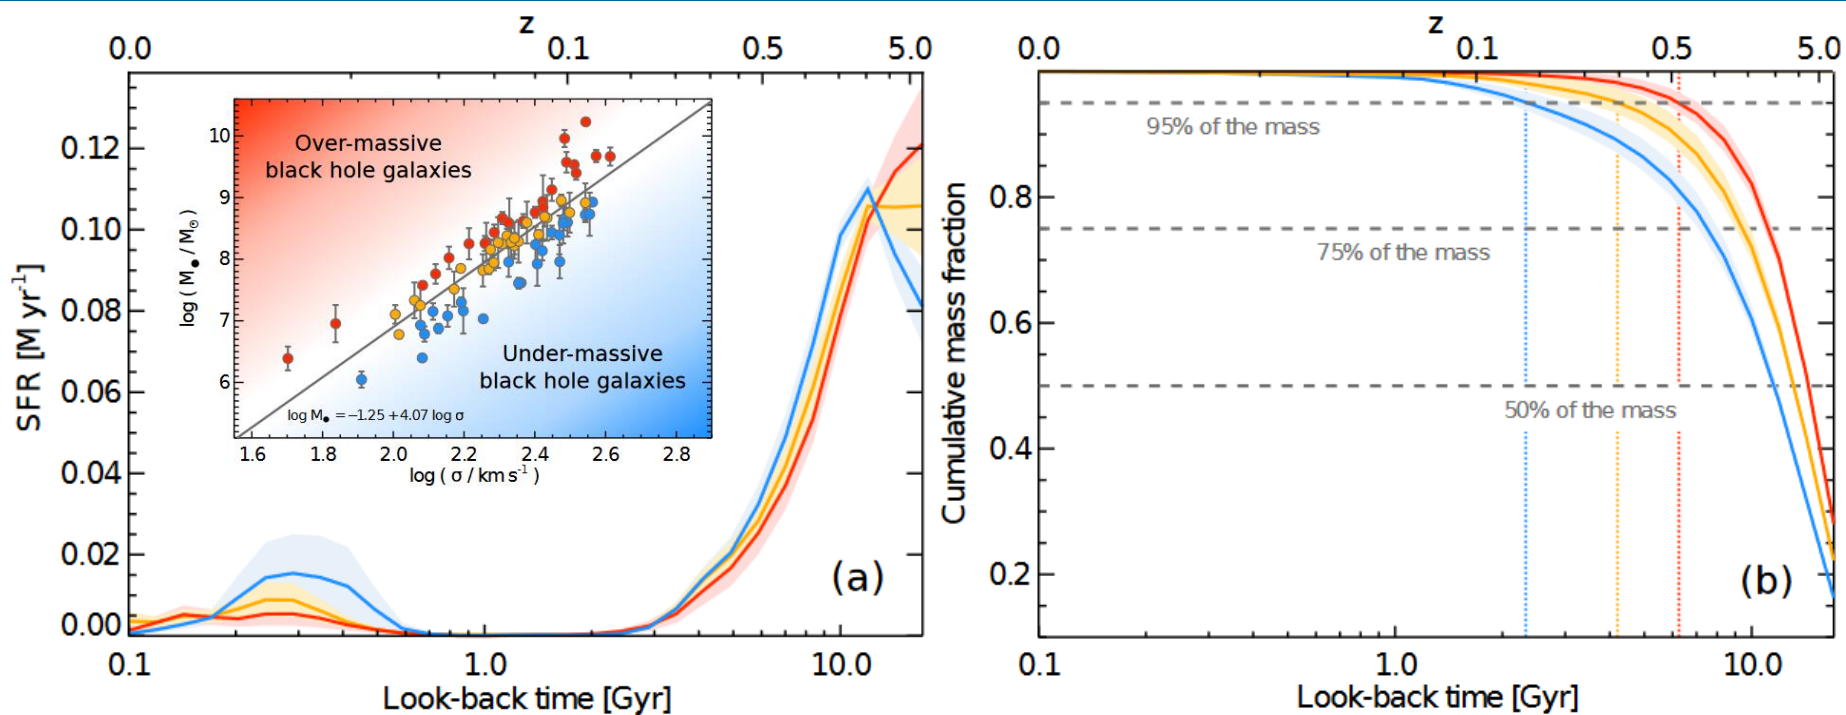 z
0.0 0.1 0.5 5.0
SFR [M yr-1]
0.12
0.10
0.08
0.06
0.04
0.02
0.00
0.1 1.0 10.0
Look-back time [Gyr]
(a)
log ( M● / M☉)
10
9
8
7
6
Over-massive
black hole galaxies
Under-massive
black hole galaxies
log M● = −1.25 + 4.07 log σ
1.6 1.8 2.0 2.2 2.4 2.6 2.8
log ( σ / km s-1 )
z
0.0 0.1 0.5 5.0
Cumulative mass fraction
0.8
0.6
0.4
0.2
95% of the mass
75% of the mass
50% of the mass
(b)
0.1 1.0 10.0
Look-back time [Gyr]